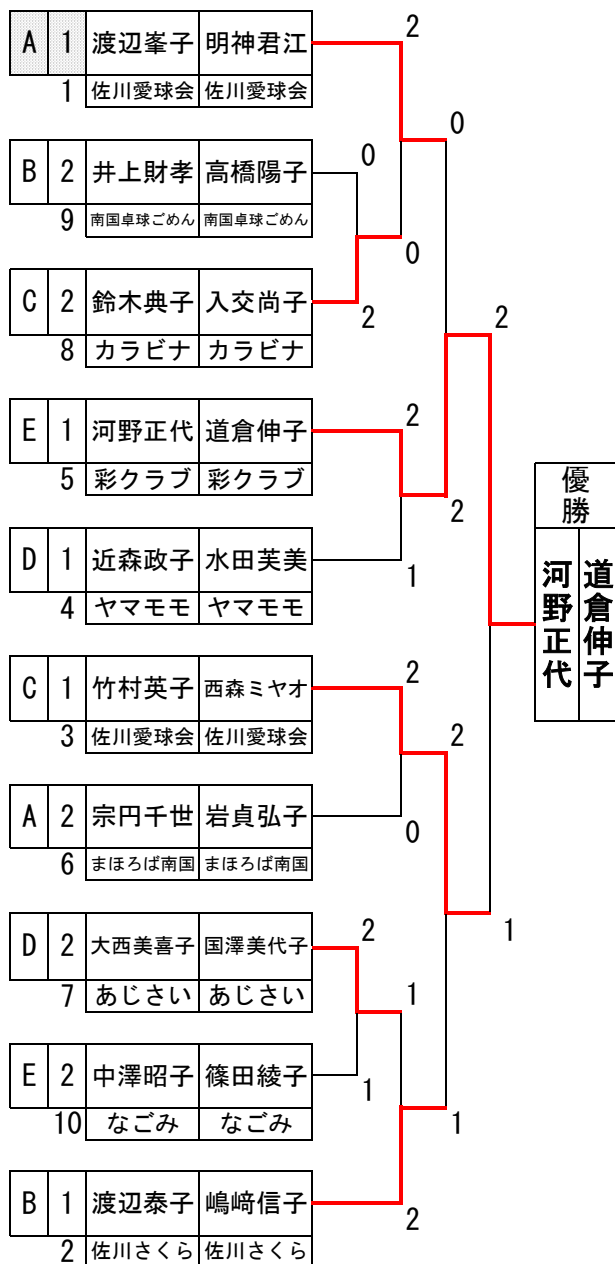 A 1 渡辺峯子 明神君江
1 佐川愛球会 佐川愛球会
2
0
B 2 井上財孝 高橋陽子
9 南国卓球ごめん 南国卓球ごめん
0
0
C 2 鈴木典子 入交尚子
8 カラビナ カラビナ
2
2
E 1 河野正代 道倉伸子
5 彩クラブ 彩クラブ
2
2
D 1 近森政子 水田芙美
4 ヤマモモ ヤマモモ
1
優勝
河野正代
道倉伸子
C 1 竹村英子 西森ミヤオ
3 佐川愛球会 佐川愛球会
2
2
A 2 宗円千世 岩貞弘子
6 まほろば南国 まほろば南国
0
1
D 2 大西美喜子 国澤美代子
7 あじさい あじさい
2
1
E 2 中澤昭子 篠田綾子
10 なごみ なごみ
1
1
B 1 渡辺泰子 嶋﨑信子
2 佐川さくら 佐川さくら
2